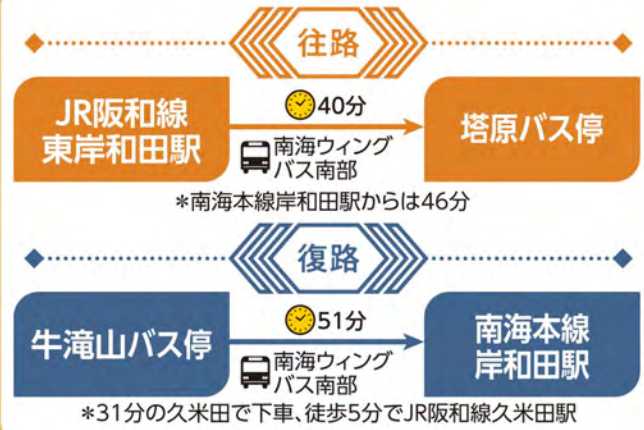 往路
JR阪和線
東岸和田駅
40分
南海ウィング
バス南部
塔原バス停
*南海本線岸和田駅からは46分
復路
牛滝山バス停
51分
南海ウィング
バス南部
南海本線
岸和田駅
*31分の久米田で下車、徒歩5分でJR阪和線久米田駅